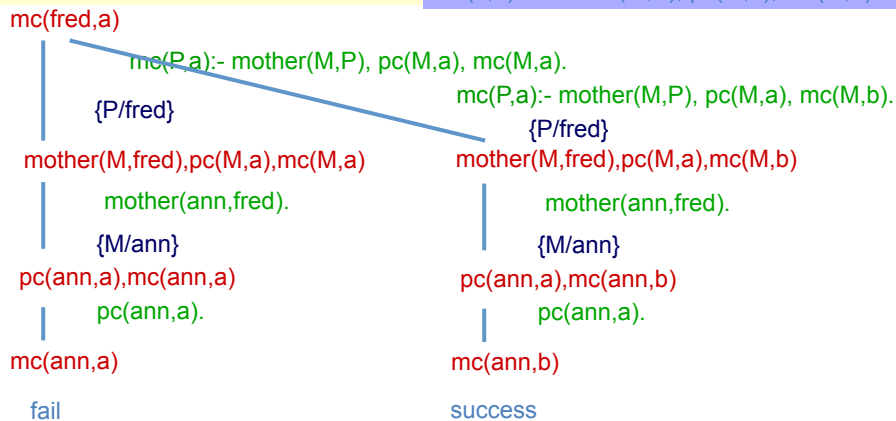 mc(fred,a)
mc(P,a):- mother(M,P), pc(M,a), mc(M,a).
mc(P,a):- mother(M,P), pc(M,a), mc(M,b).
{P/fred}
{P/fred}
mother(M,fred),pc(M,a),mc(M,a)
mother(M,fred),pc(M,a),mc(M,b)
mother(ann,fred).
mother(ann,fred).
{M/ann}
{M/ann}
pc(ann,a),mc(ann,a)
pc(ann,a),mc(ann,b)
pc(ann,a).
pc(ann,a).
mc(ann,a)
mc(ann,b)
fail
success